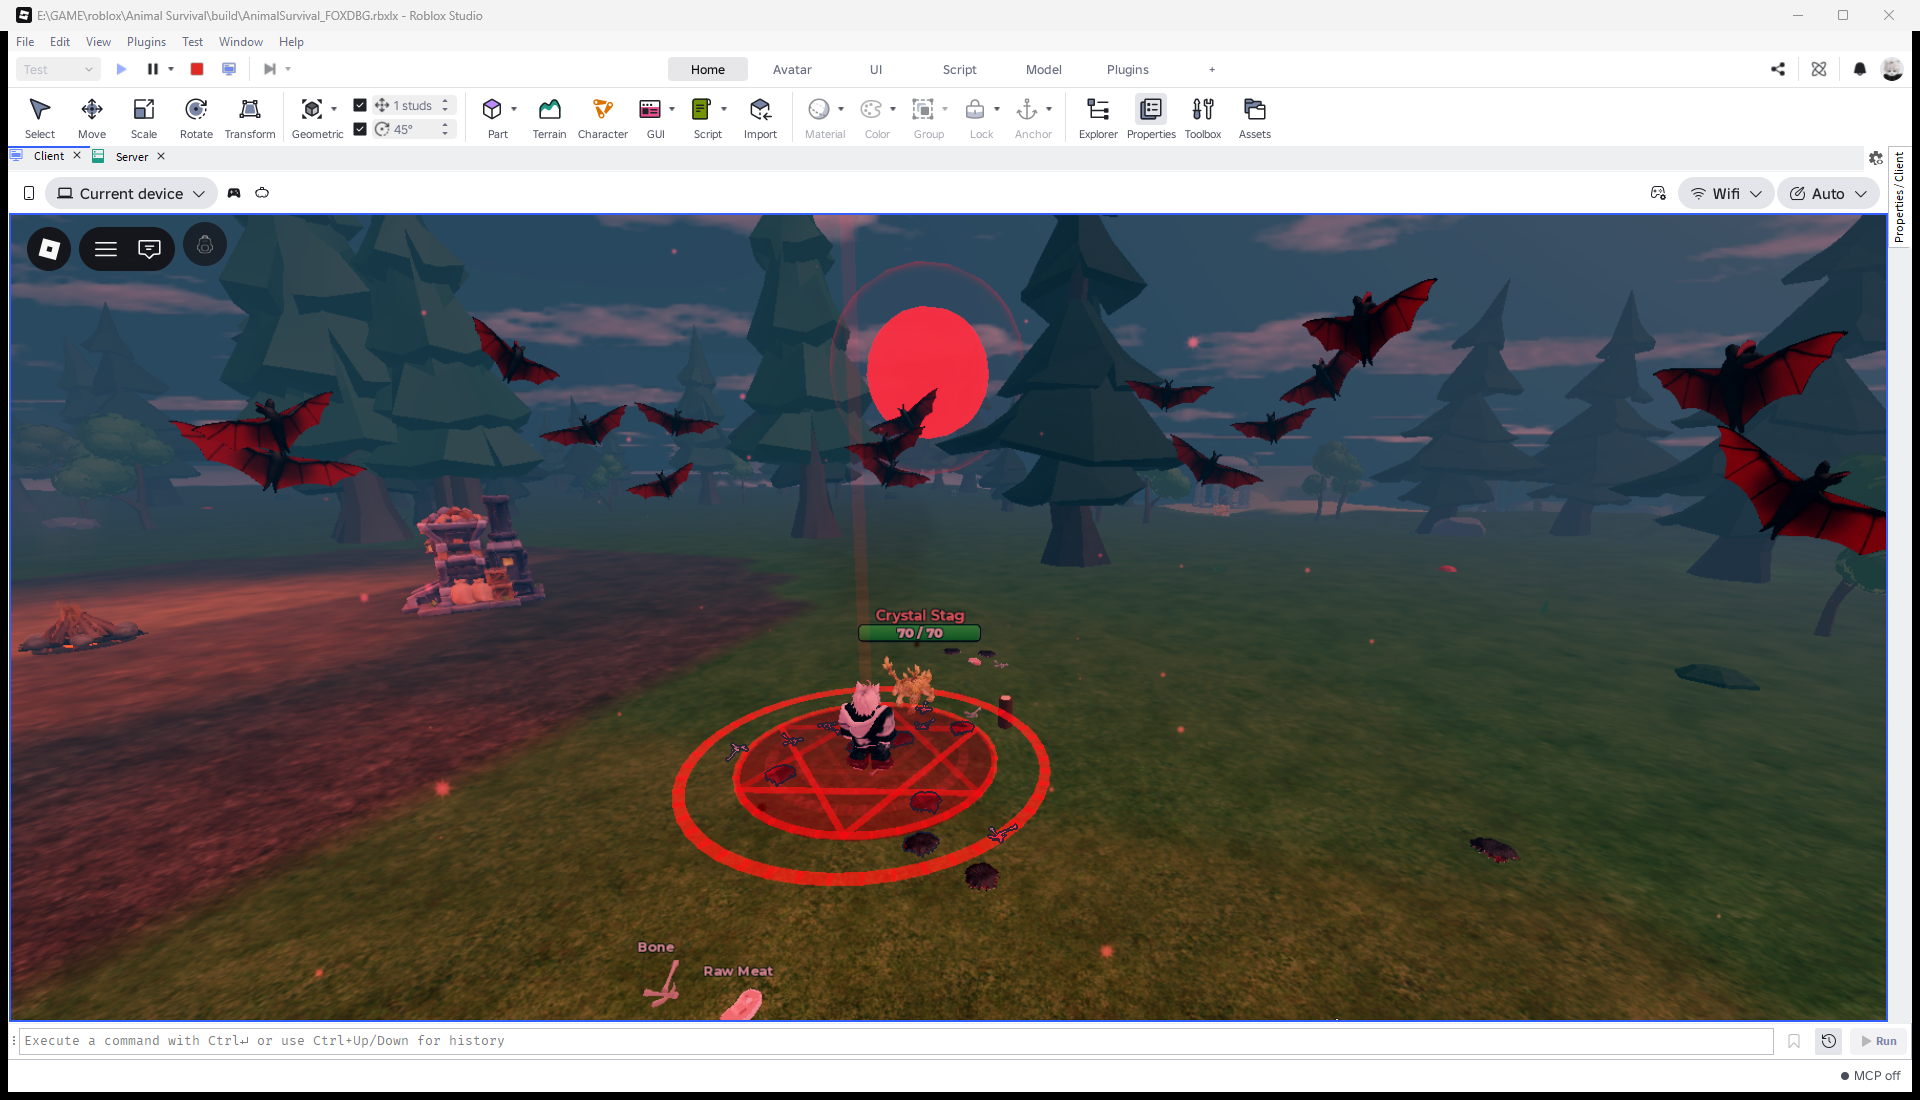 E:\GAME\roblox\Animal Survival\build\AnimalSurvival_FOXDBG.rbxlx - Roblox Studio
File Edit View Plugins Test Window Help
Test
Home Avatar UI Script Model Plugins +
Select Move Scale Rotate Transform Geometric 1 studs 45° Part Terrain Character GUI Script Import Material Color Group Lock Anchor Explorer Properties Toolbox Assets
Client Server
Properties / Client
Current device Wifi Auto
Crystal Stag
70 / 70
Bone
Raw Meat
Execute a command with Ctrl↵ or use Ctrl+Up/Down for history
Run
MCP off